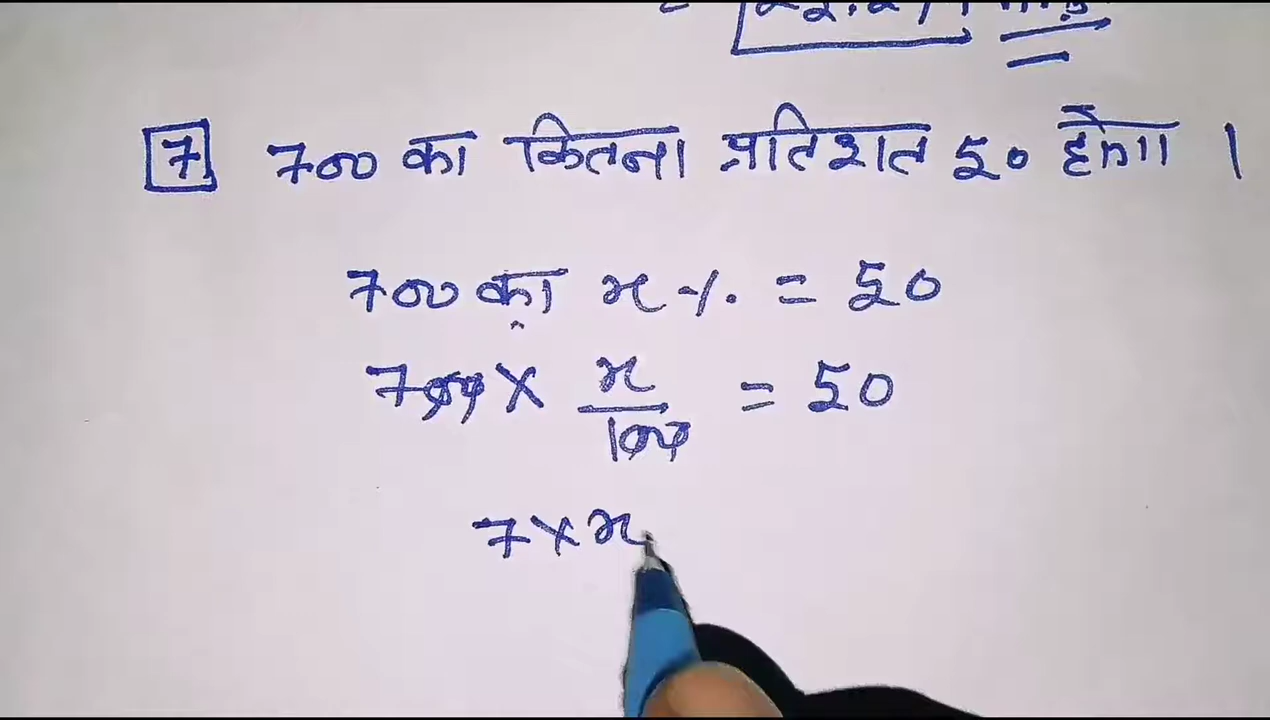 7 700 का कितना प्रतिशत 50 होगा ।
700 का x % = 50
700 × x/100 = 50
7 × x